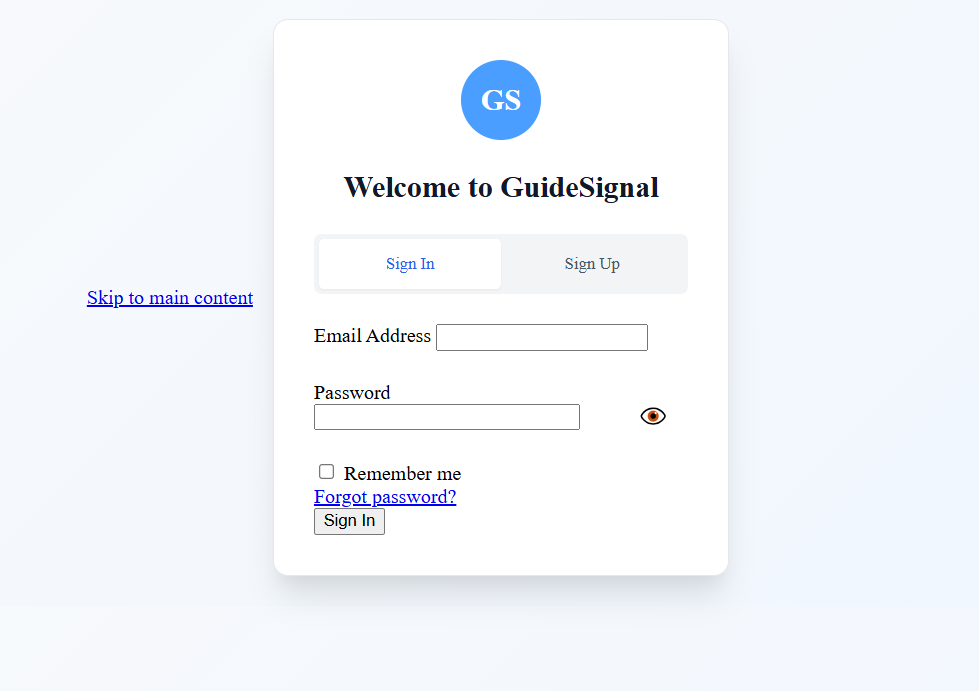 GS
Welcome to GuideSignal
Sign In
Sign Up
Skip to main content
Email Address
Password
Remember me
Forgot password?
Sign In